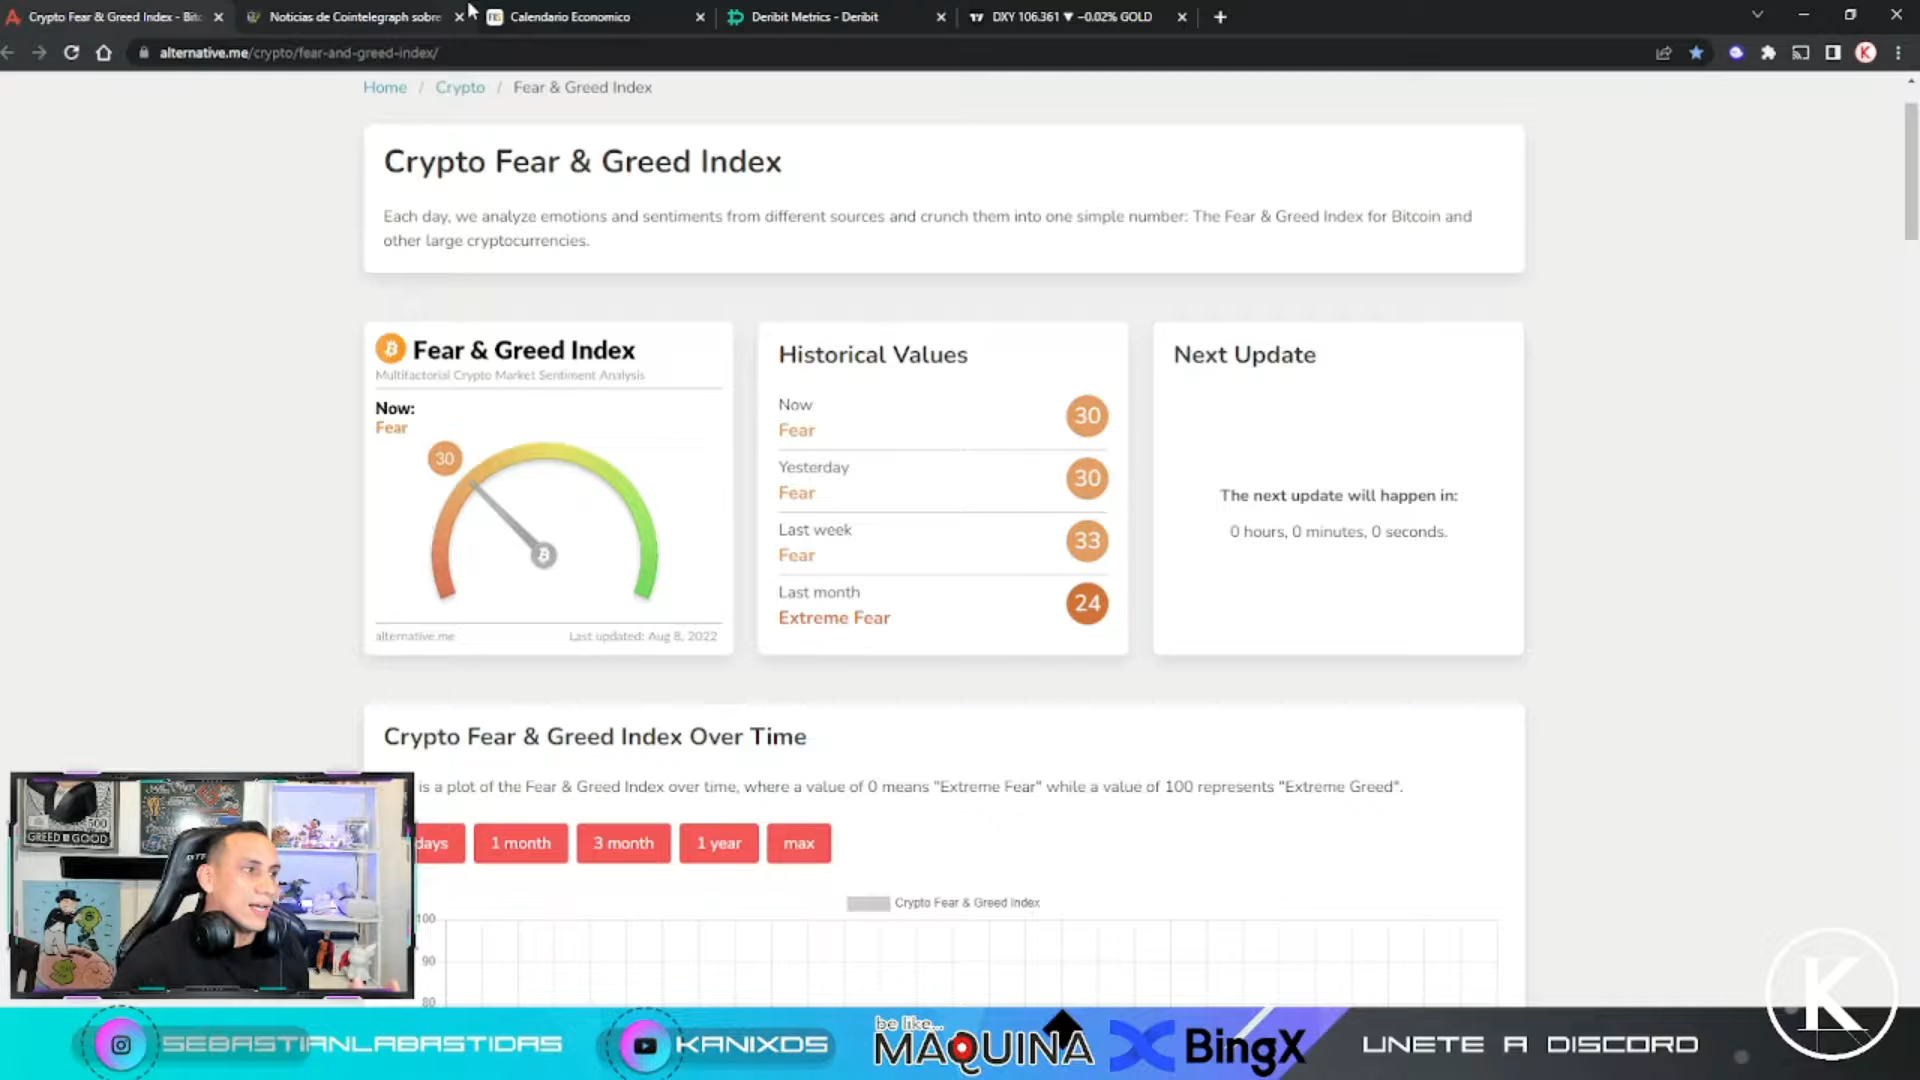 Crypto Fear & Greed Index - Bitc
Noticias de Cointelegraph sobre
Calendario Economico
Deribit Metrics - Deribit
DXY 106.361 ▼ −0.02% GOLD
alternative.me/crypto/fear-and-greed-index/
K
Home / Crypto / Fear & Greed Index
Crypto Fear & Greed Index
Each day, we analyze emotions and sentiments from different sources and crunch them into one simple number: The Fear & Greed Index for Bitcoin and
other large cryptocurrencies.
Fear & Greed Index
Multifactorial Crypto Market Sentiment Analysis
Now:
Fear
30
alternative.me
Last updated: Aug 8, 2022
Historical Values
Now
Fear
30
Yesterday
Fear
30
Last week
Fear
33
Last month
Extreme Fear
24
Next Update
The next update will happen in:
0 hours, 0 minutes, 0 seconds.
Crypto Fear & Greed Index Over Time
is a plot of the Fear & Greed Index over time, where a value of 0 means "Extreme Fear" while a value of 100 represents "Extreme Greed".
days
1 month
3 month
1 year
max
Crypto Fear & Greed Index
100
90
80
GREED IS GOOD
SEBASTIANLABASTIDAS
KANIXDS
be like...
MAQUINA
BingX
UNETE A DISCORD
K